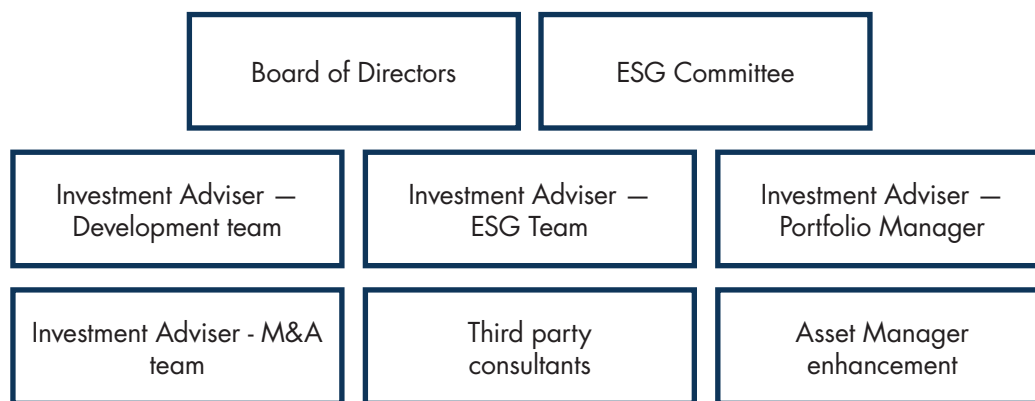 Board of Directors
ESG Committee
Investment Adviser —
Development team
Investment Adviser —
ESG Team
Investment Adviser —
Portfolio Manager
Investment Adviser - M&A
team
Third party
consultants
Asset Manager
enhancement